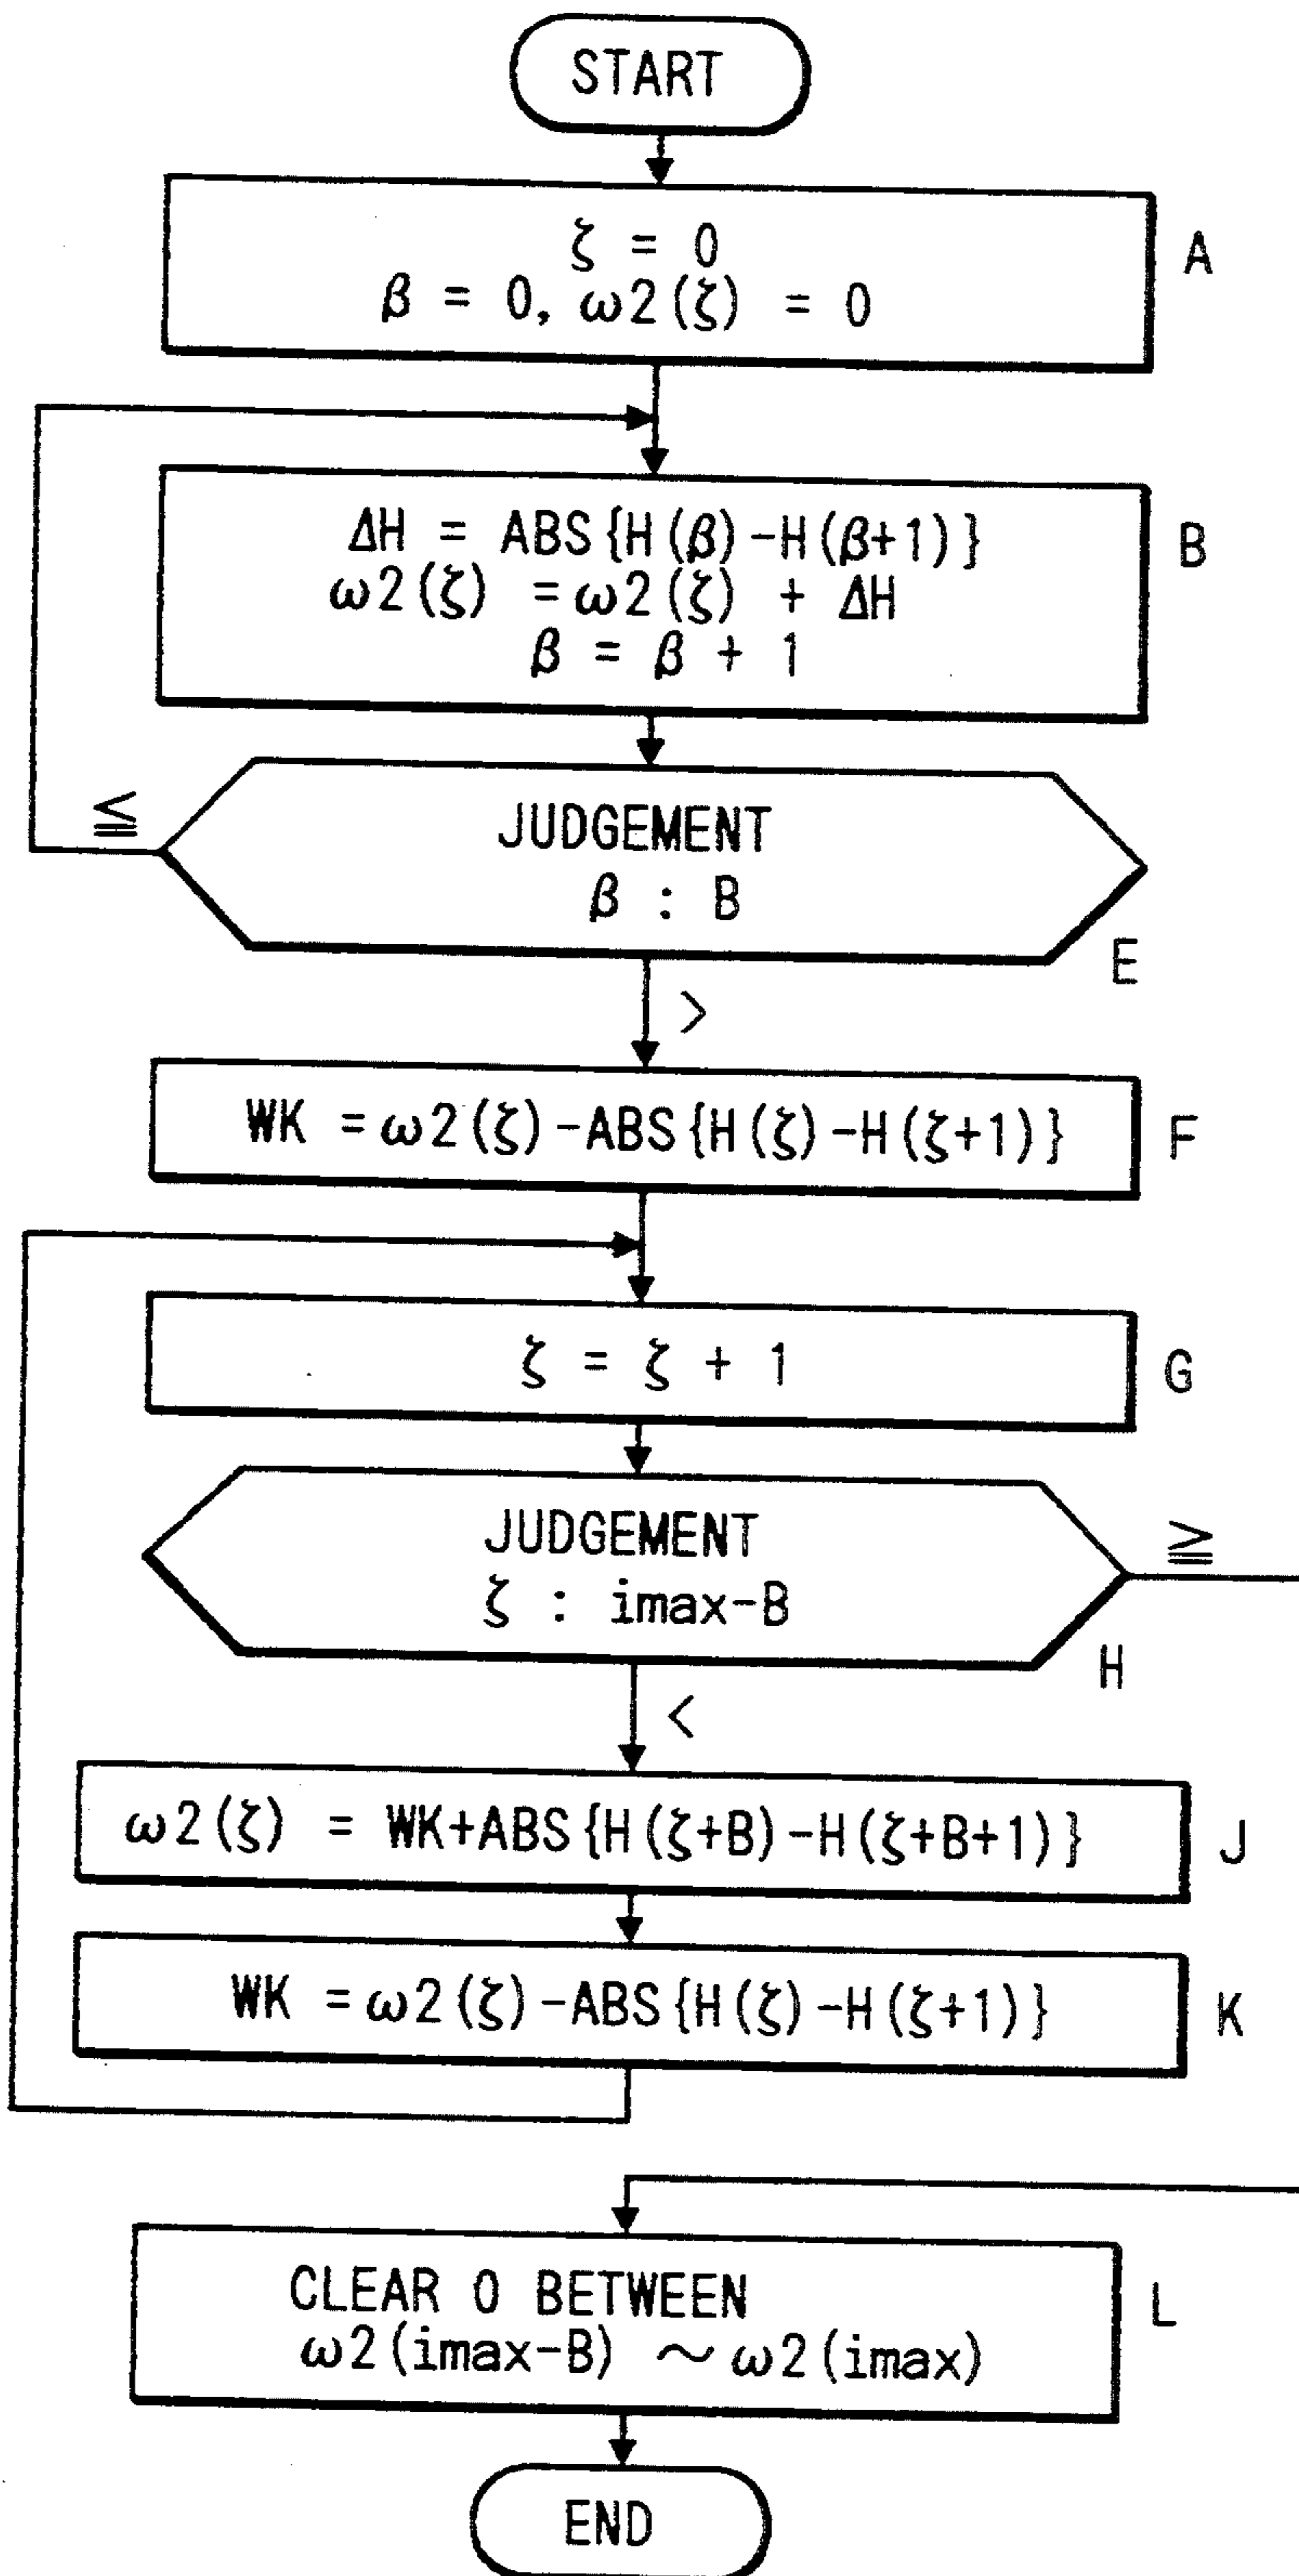 START
ζ = 0
β = 0, ω2(ζ) = 0
A
ΔH = ABS{H(β)-H(β+1)}
ω2(ζ) =ω2(ζ) + ΔH
β = β + 1
B
≦
JUDGEMENT
β : B
E
>
WK =ω2(ζ)-ABS{H(ζ)-H(ζ+1)}
F
ζ = ζ + 1
G
JUDGEMENT
ζ : imax-B
≧
H
<
ω2(ζ) = WK+ABS{H(ζ+B)-H(ζ+B+1)}
J
WK =ω2(ζ)-ABS{H(ζ)-H(ζ+1)}
K
CLEAR 0 BETWEEN
ω2(imax-B) ~ω2(imax)
L
END